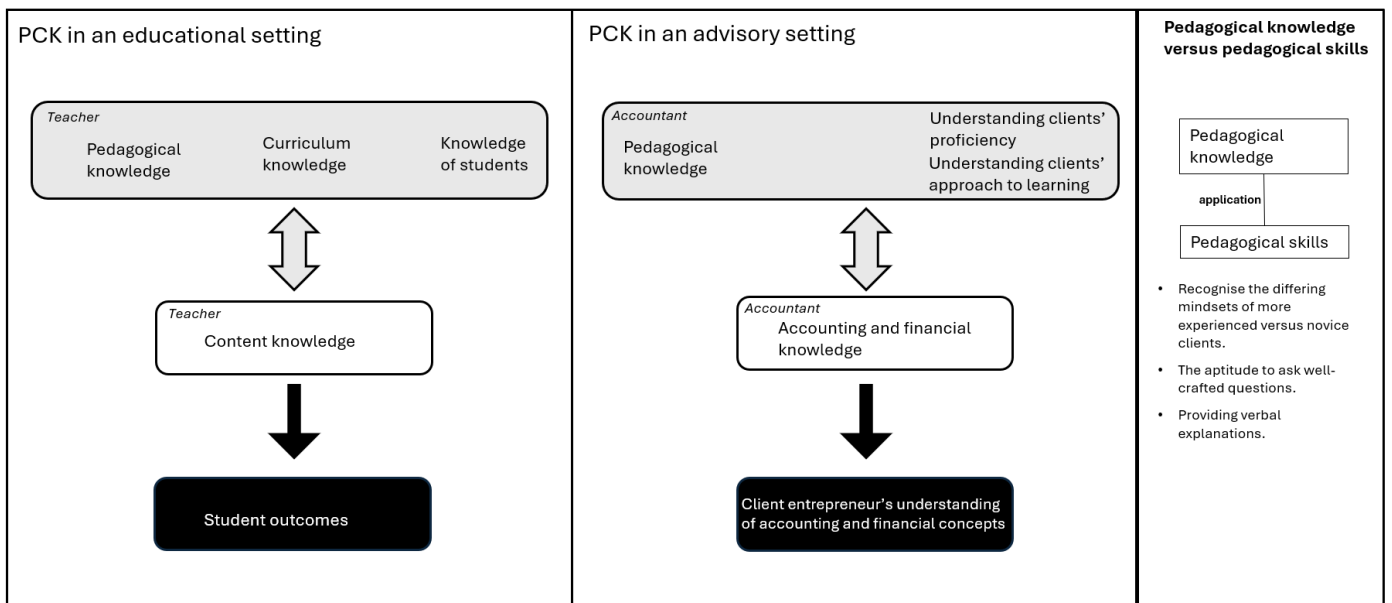 PCK in an educational setting
Teacher
Pedagogical
knowledge
Curriculum
knowledge
Knowledge
of students
Teacher
Content knowledge
Student outcomes
PCK in an advisory setting
Accountant
Pedagogical
knowledge
Understanding clients’
proficiency
Understanding clients’
approach to learning
Accountant
Accounting and financial
knowledge
Client entrepreneur’s understanding
of accounting and financial concepts
Pedagogical knowledge
versus pedagogical skills
Pedagogical
knowledge
application
Pedagogical skills
• Recognise the differing
mindsets of more
experienced versus novice
clients.
• The aptitude to ask well-
crafted questions.
• Providing verbal
explanations.